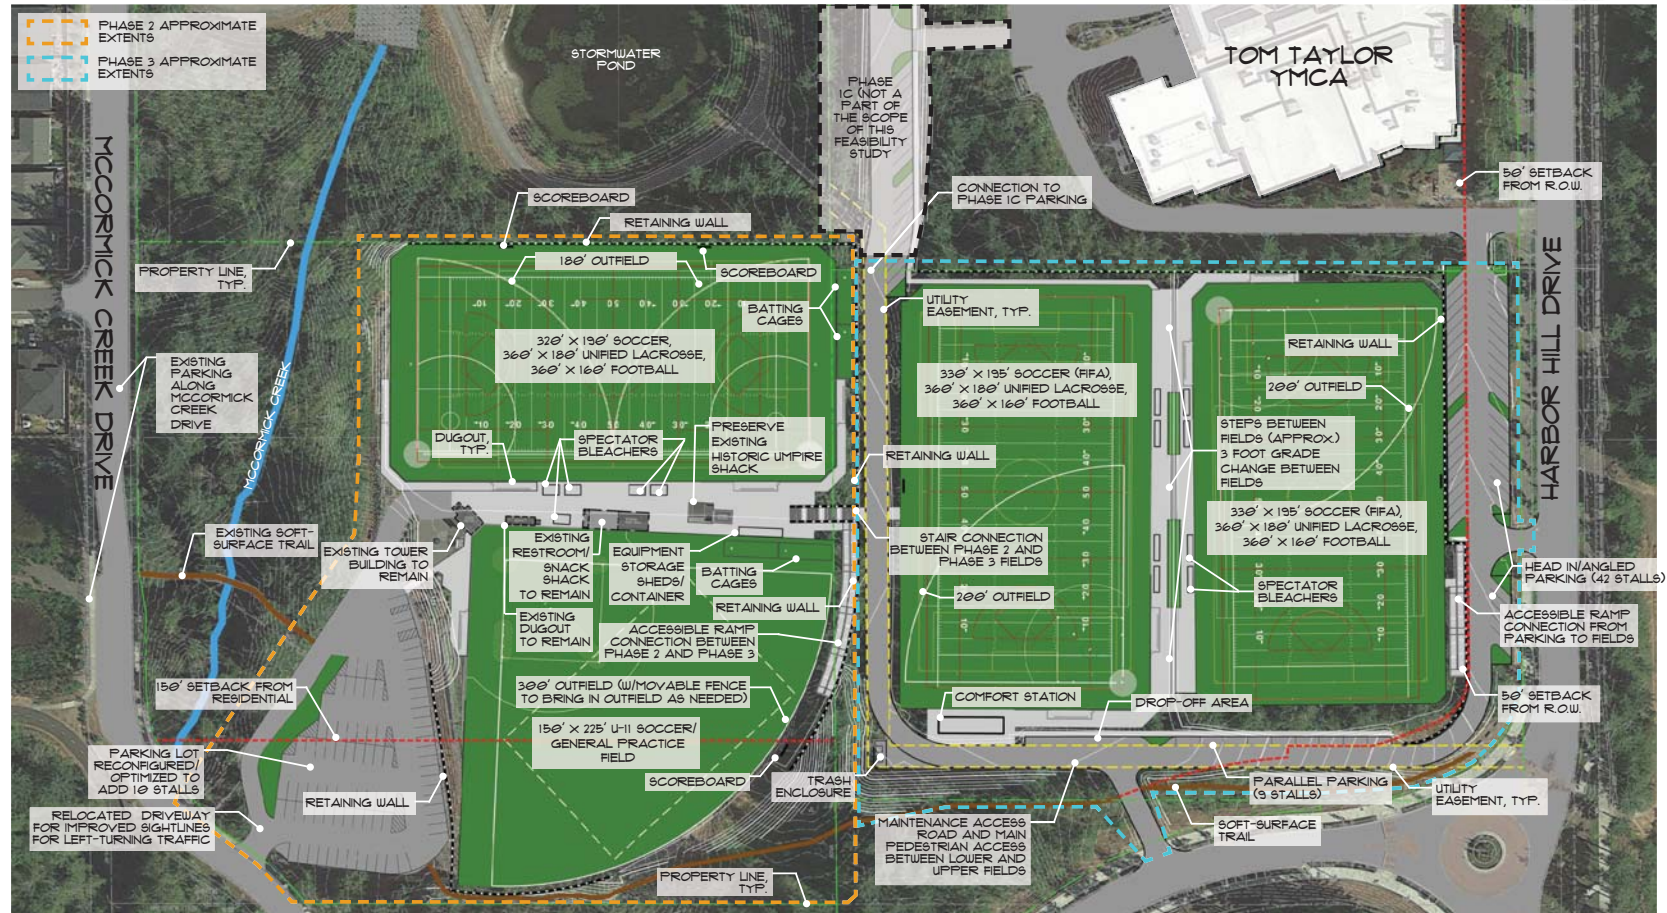 PHASE 2 APPROXIMATE
EXTENTS
PHASE 3 APPROXIMATE
EXTENTS
STORMWATER
POND
PHASE
1C (NOT A
PART OF
THE SCOPE
OF THIS
FEASIBILITY
STUDY
TOM TAYLOR
YMCA
MCCORMICK CREEK DRIVE
MCCORMICK CREEK
HARBOR HILL DRIVE
50' SETBACK
FROM R.O.W.
CONNECTION TO
PHASE 1C PARKING
SCOREBOARD
RETAINING WALL
PROPERTY LINE,
TYP.
180' OUTFIELD
SCOREBOARD
BATTING
CAGES
UTILITY
EASEMENT, TYP.
320' X 190' SOCCER,
360' X 180' UNIFIED LACROSSE,
360' X 160' FOOTBALL
RETAINING WALL
EXISTING
PARKING
ALONG
MCCORMICK
CREEK
DRIVE
330' X 195' SOCCER (FIFA),
360' X 180' UNIFIED LACROSSE,
360' X 160' FOOTBALL
200' OUTFIELD
DUGOUT,
TYP.
SPECTATOR
BLEACHERS
PRESERVE
EXISTING
HISTORIC UMPIRE
SHACK
STEPS BETWEEN
FIELDS (APPROX.)
3 FOOT GRADE
CHANGE BETWEEN
FIELDS
RETAINING WALL
330' X 195' SOCCER (FIFA),
360' X 180' UNIFIED LACROSSE,
360' X 160' FOOTBALL
EXISTING SOFT-
SURFACE TRAIL
EXISTING TOWER
BUILDING TO
REMAIN
EXISTING
RESTROOM/
SNACK
SHACK
TO REMAIN
EQUIPMENT
STORAGE
SHEDS/
CONTAINER
BATTING
CAGES
STAIR CONNECTION
BETWEEN PHASE 2 AND
PHASE 3 FIELDS
HEAD IN/ANGLED
PARKING (42 STALLS)
SPECTATOR
BLEACHERS
200' OUTFIELD
RETAINING WALL
EXISTING
DUGOUT
TO REMAIN
ACCESSIBLE RAMP
CONNECTION BETWEEN
PHASE 2 AND PHASE 3
ACCESSIBLE RAMP
CONNECTION FROM
PARKING TO FIELDS
150' SETBACK FROM
RESIDENTIAL
300' OUTFIELD (W/MOVABLE FENCE
TO BRING IN OUTFIELD AS NEEDED)
COMFORT STATION
DROP-OFF AREA
50' SETBACK
FROM R.O.W.
150' X 225' U-11 SOCCER/
GENERAL PRACTICE
FIELD
PARKING LOT
RECONFIGURED/
OPTIMIZED TO
ADD 10 STALLS
SCOREBOARD
TRASH
ENCLOSURE
PARALLEL PARKING
(9 STALLS)
UTILITY
EASEMENT, TYP.
RETAINING WALL
RELOCATED DRIVEWAY
FOR IMPROVED SIGHTLINES
FOR LEFT-TURNING TRAFFIC
MAINTENANCE ACCESS
ROAD AND MAIN
PEDESTRIAN ACCESS
BETWEEN LOWER AND
UPPER FIELDS
SOFT-SURFACE
TRAIL
PROPERTY LINE,
TYP.